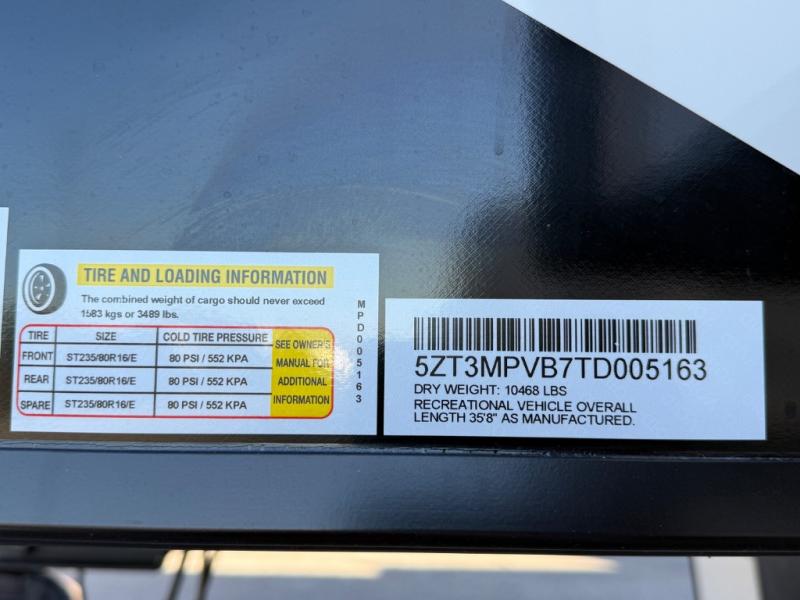 TIRE AND LOADING INFORMATION
The combined weight of cargo should never exceed
1583 kgs or 3489 lbs.
TIRE SIZE COLD TIRE PRESSURE
FRONT ST235/80R16/E 80 PSI / 552 KPA
REAR ST235/80R16/E 80 PSI / 552 KPA
SPARE ST235/80R16/E 80 PSI / 552 KPA
SEE OWNER'S
MANUAL FOR
ADDITIONAL
INFORMATION
MPD005163
5ZT3MPVB7TD005163
DRY WEIGHT: 10468 LBS
RECREATIONAL VEHICLE OVERALL
LENGTH 35'8" AS MANUFACTURED.